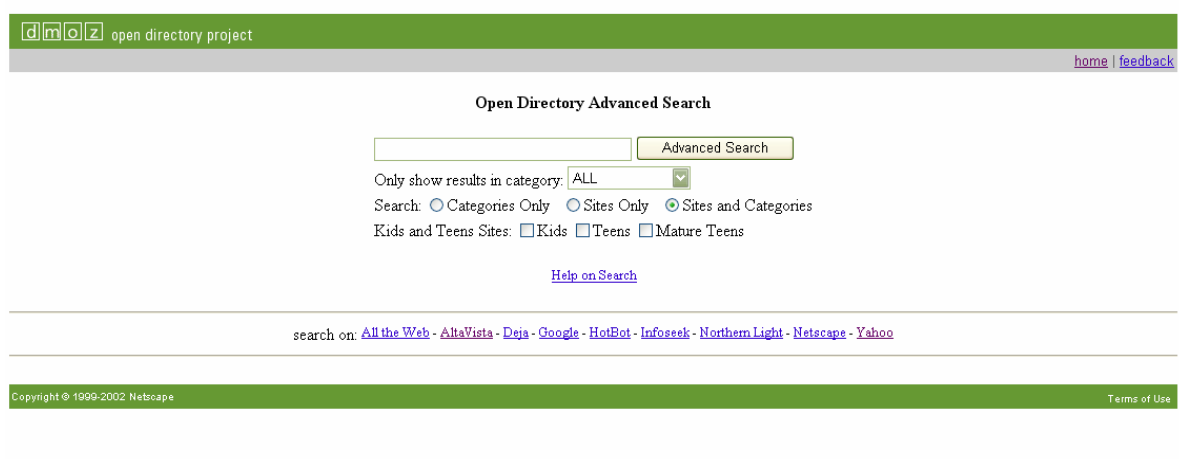 dmoz open directory project
home | feedback
Open Directory Advanced Search
Advanced Search
Only show results in category: ALL
Search: Categories Only Sites Only Sites and Categories
Kids and Teens Sites: Kids Teens Mature Teens
Help on Search
search on: All the Web - AltaVista - Deja - Google - HotBot - Infoseek - Northern Light - Netscape - Yahoo
Copyright © 1999-2002 Netscape Terms of Use